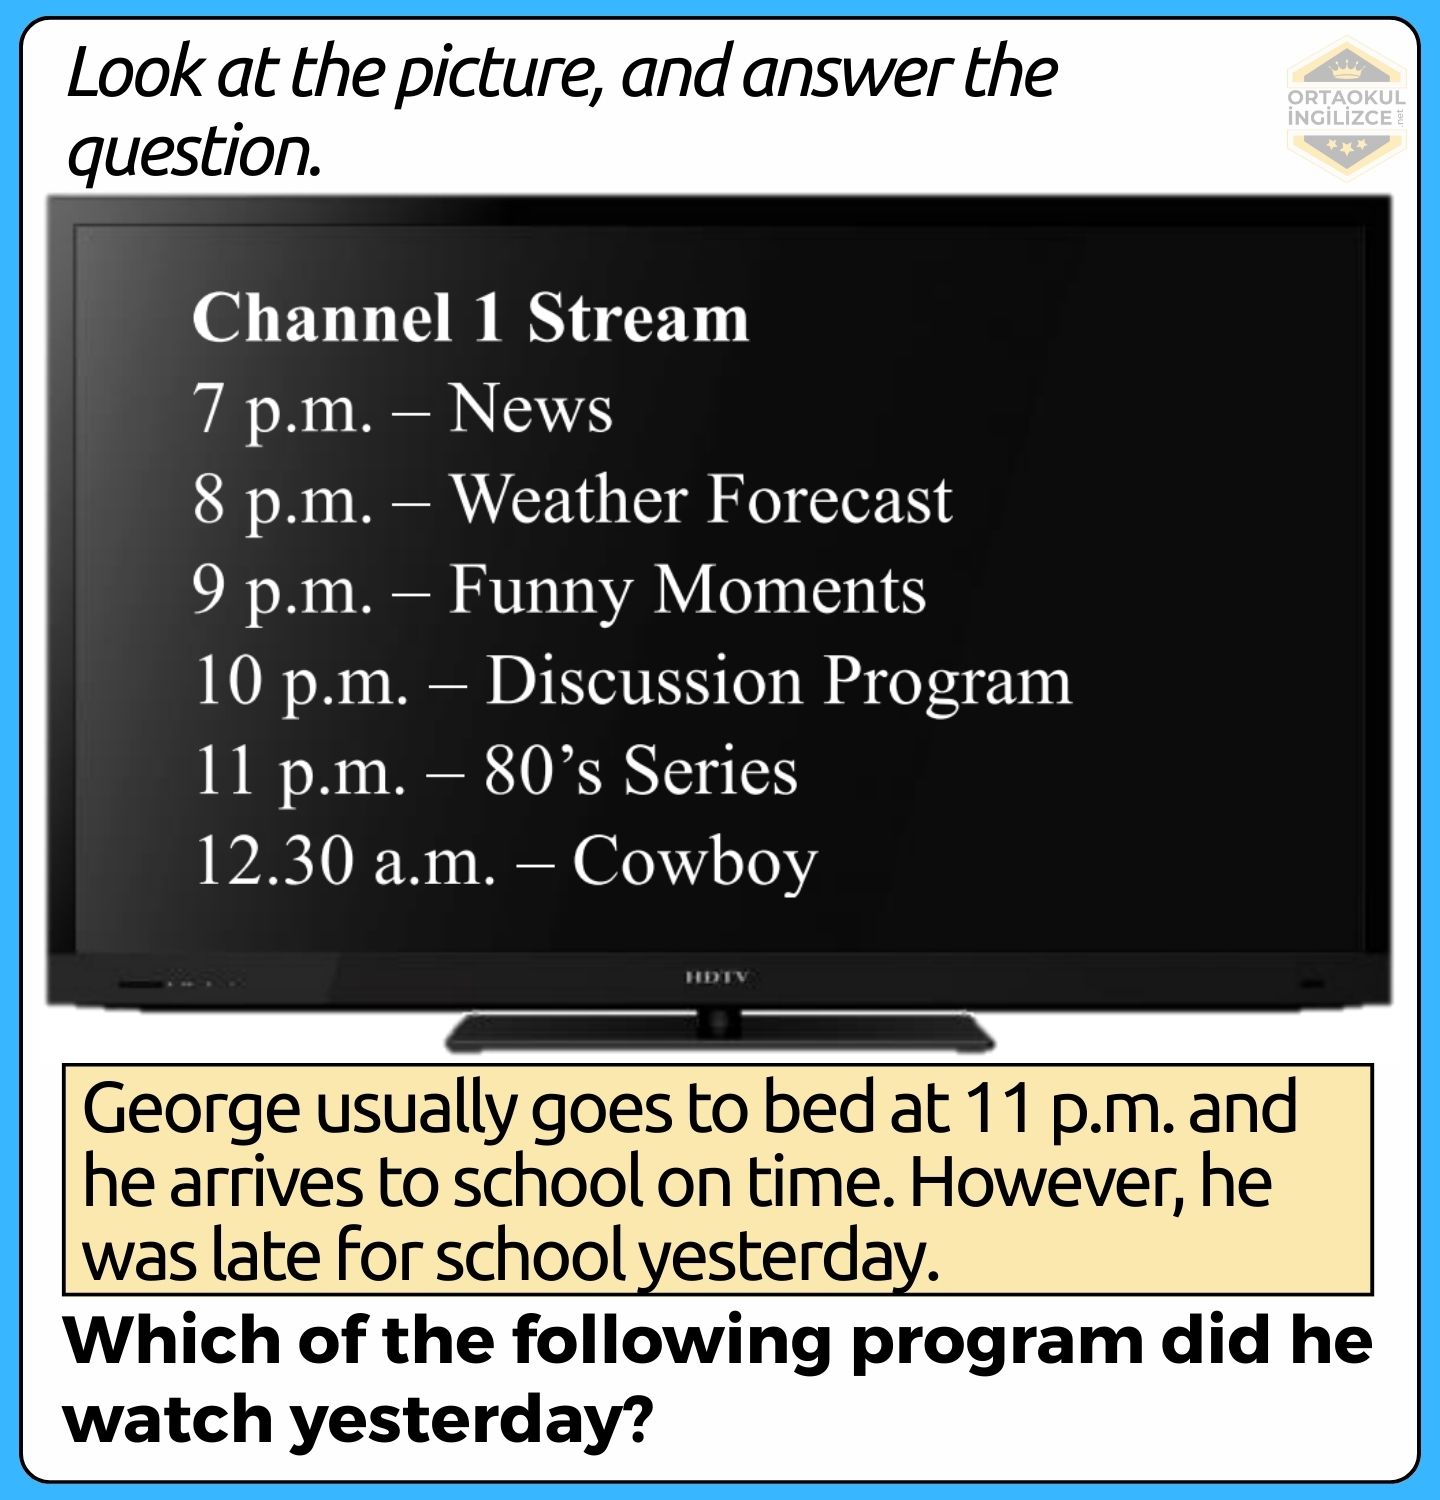 Look at the picture, and answer the
question.
ORTAOKUL
İNGİLİZCE.net
Channel 1 Stream
7 p.m. – News
8 p.m. – Weather Forecast
9 p.m. – Funny Moments
10 p.m. – Discussion Program
11 p.m. – 80’s Series
12.30 a.m. – Cowboy
HDTV
George usually goes to bed at 11 p.m. and
he arrives to school on time. However, he
was late for school yesterday.
Which of the following program did he
watch yesterday?